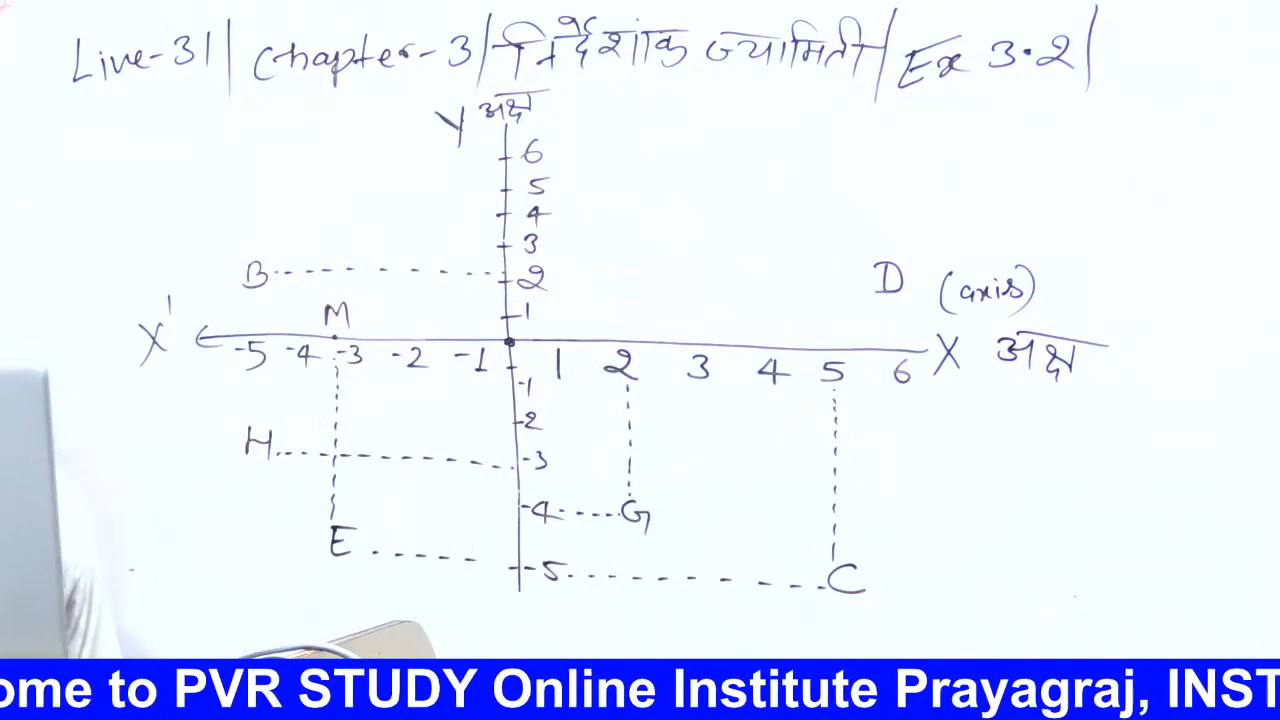 Live-31| Chapter-3| निर्देशांक ज्यामिती| Ex 3.2|
Y अक्ष
6
5
4
3
B 2
D (axis)
M 1
X' -5 -4 -3 -2 -1 1 2 3 4 5 6 X अक्ष
-1
-2
H -3
-4 G
E
-5 C
ome to PVR STUDY Online Institute Prayagraj, INST